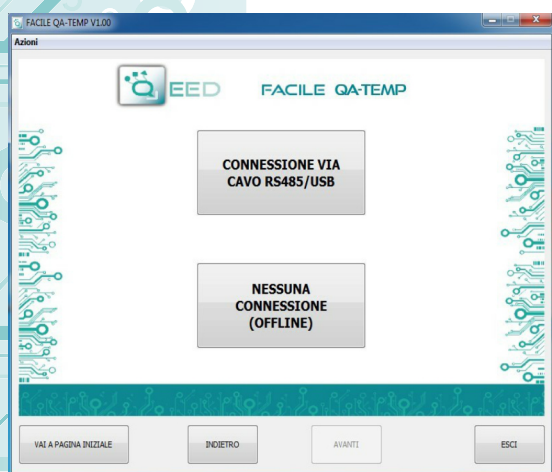 FACILE QA-TEMP V1.00
Azioni
QEED FACILE QA-TEMP
CONNESSIONE VIA
CAVO RS485/USB
NESSUNA
CONNESSIONE
(OFFLINE)
VAI A PAGINA INIZIALE INDIETRO AVANTI ESCI